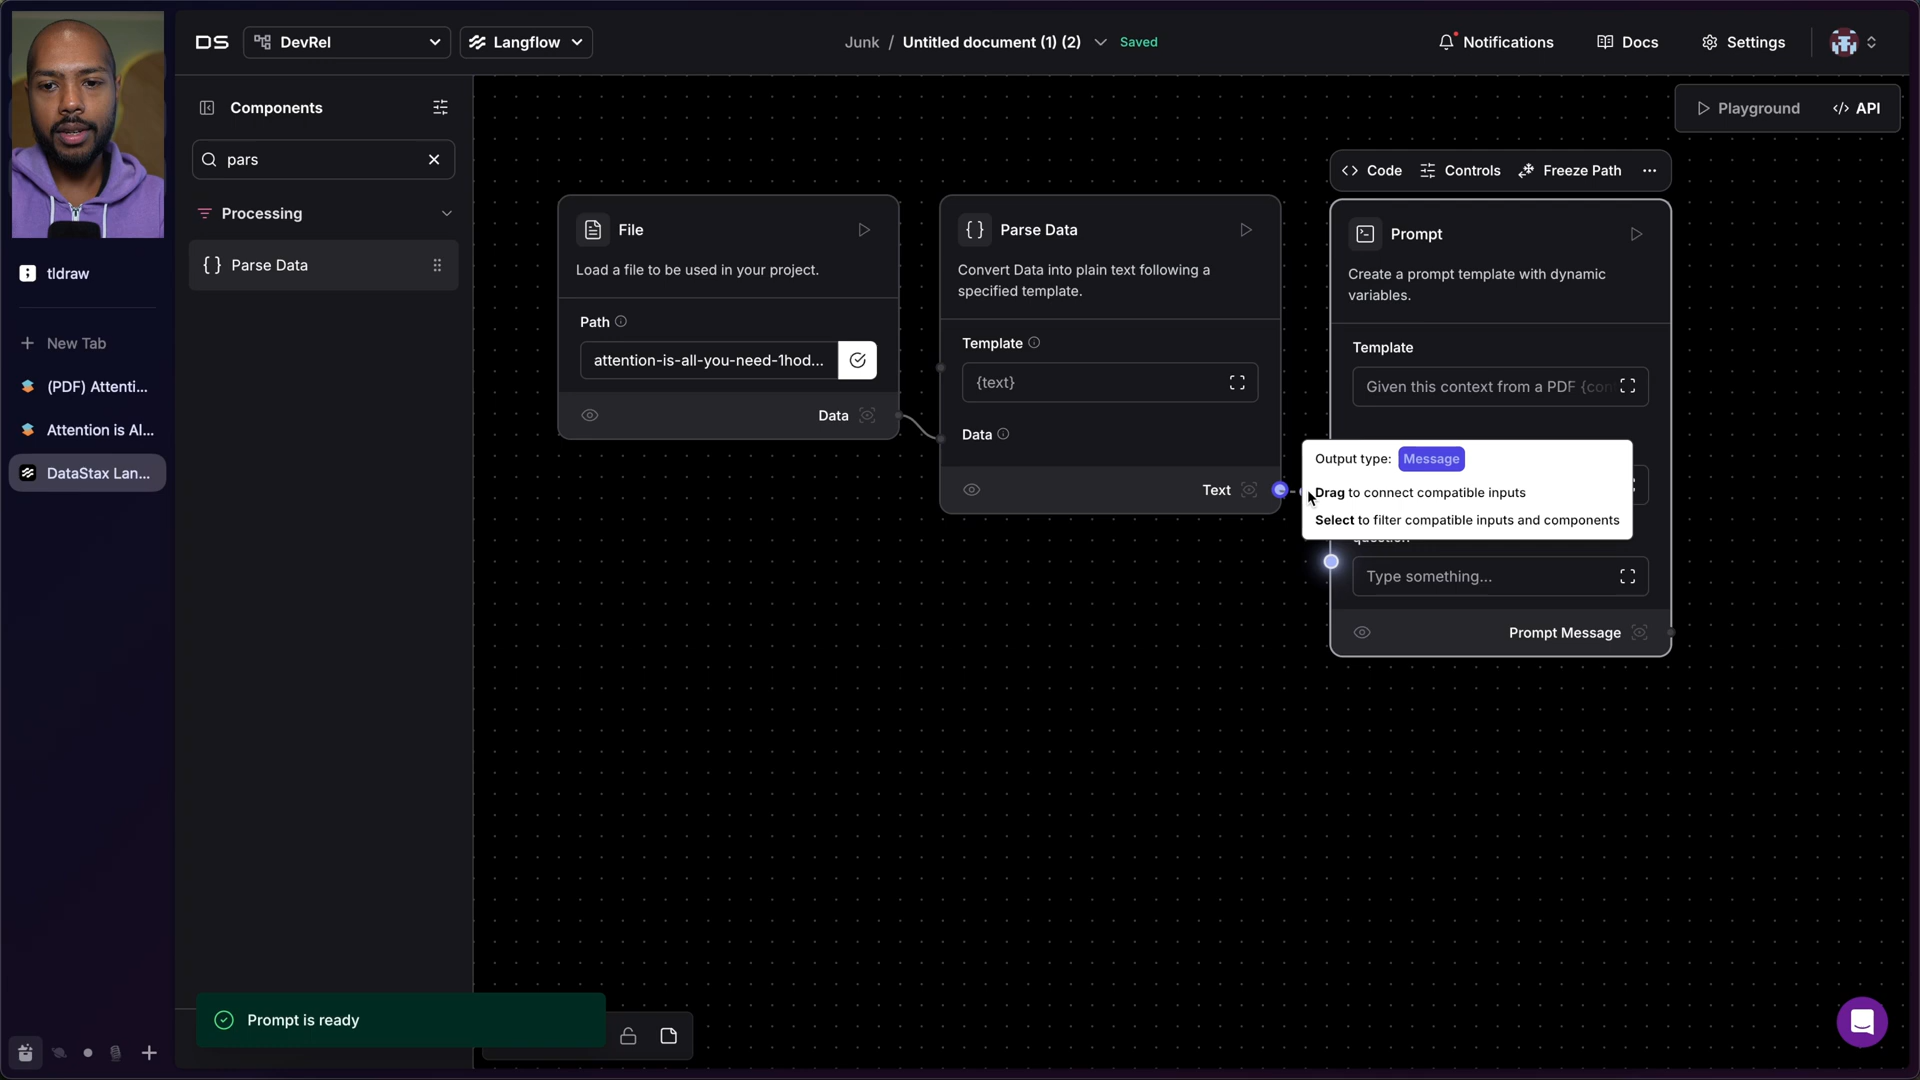 DS
DevRel
Langflow
Junk / Untitled document (1) (2)
Saved
Notifications
Docs
Settings
Components
pars
Processing
{ } Parse Data
tldraw
New Tab
(PDF) Attenti...
Attention is Al...
DataStax Lan...
Playground
</> API
<> Code
Controls
Freeze Path
...
File
Load a file to be used in your project.
Path
attention-is-all-you-need-1hod...
Data
{ } Parse Data
Convert Data into plain text following a
specified template.
Template
{text}
Data
Text
Prompt
Create a prompt template with dynamic
variables.
Template
Given this context from a PDF {con
Output type: Message
Drag to connect compatible inputs
Select to filter compatible inputs and components
question
Type something...
Prompt Message
Prompt is ready